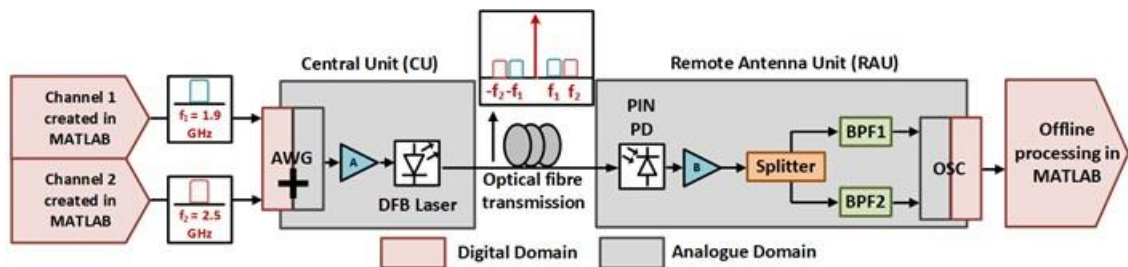 Central Unit (CU)
Remote Antenna Unit (RAU)
Channel 1
created in
MATLAB
f₁ = 1.9
GHz
Channel 2
created in
MATLAB
f₂ = 2.5
GHz
AWG
+
A
DFB Laser
-f₂-f₁ f₁ f₂
Optical fibre
transmission
PIN
PD
B
Splitter
BPF1
BPF2
OSC
Offline
processing in
MATLAB
Digital Domain
Analogue Domain